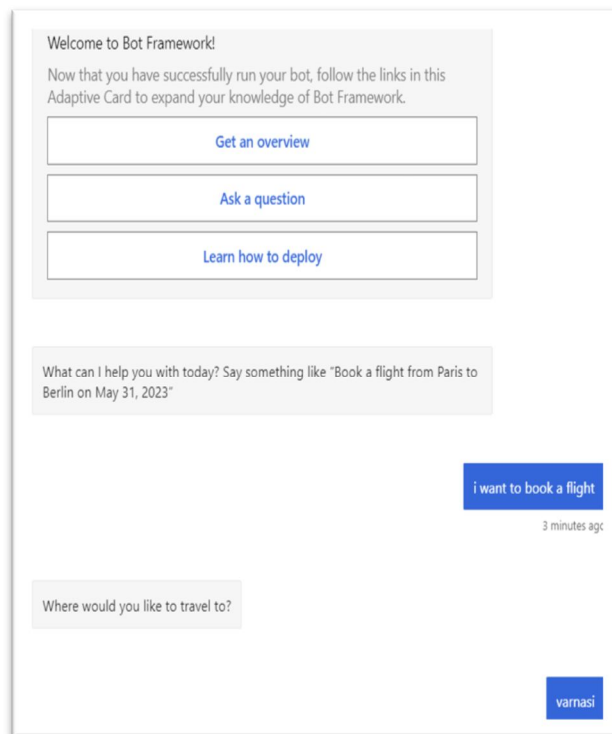 Welcome to Bot Framework!
Now that you have successfully run your bot, follow the links in this
Adaptive Card to expand your knowledge of Bot Framework.
Get an overview
Ask a question
Learn how to deploy
What can I help you with today? Say something like "Book a flight from Paris to
Berlin on May 31, 2023"
i want to book a flight
3 minutes ago
Where would you like to travel to?
varnasi